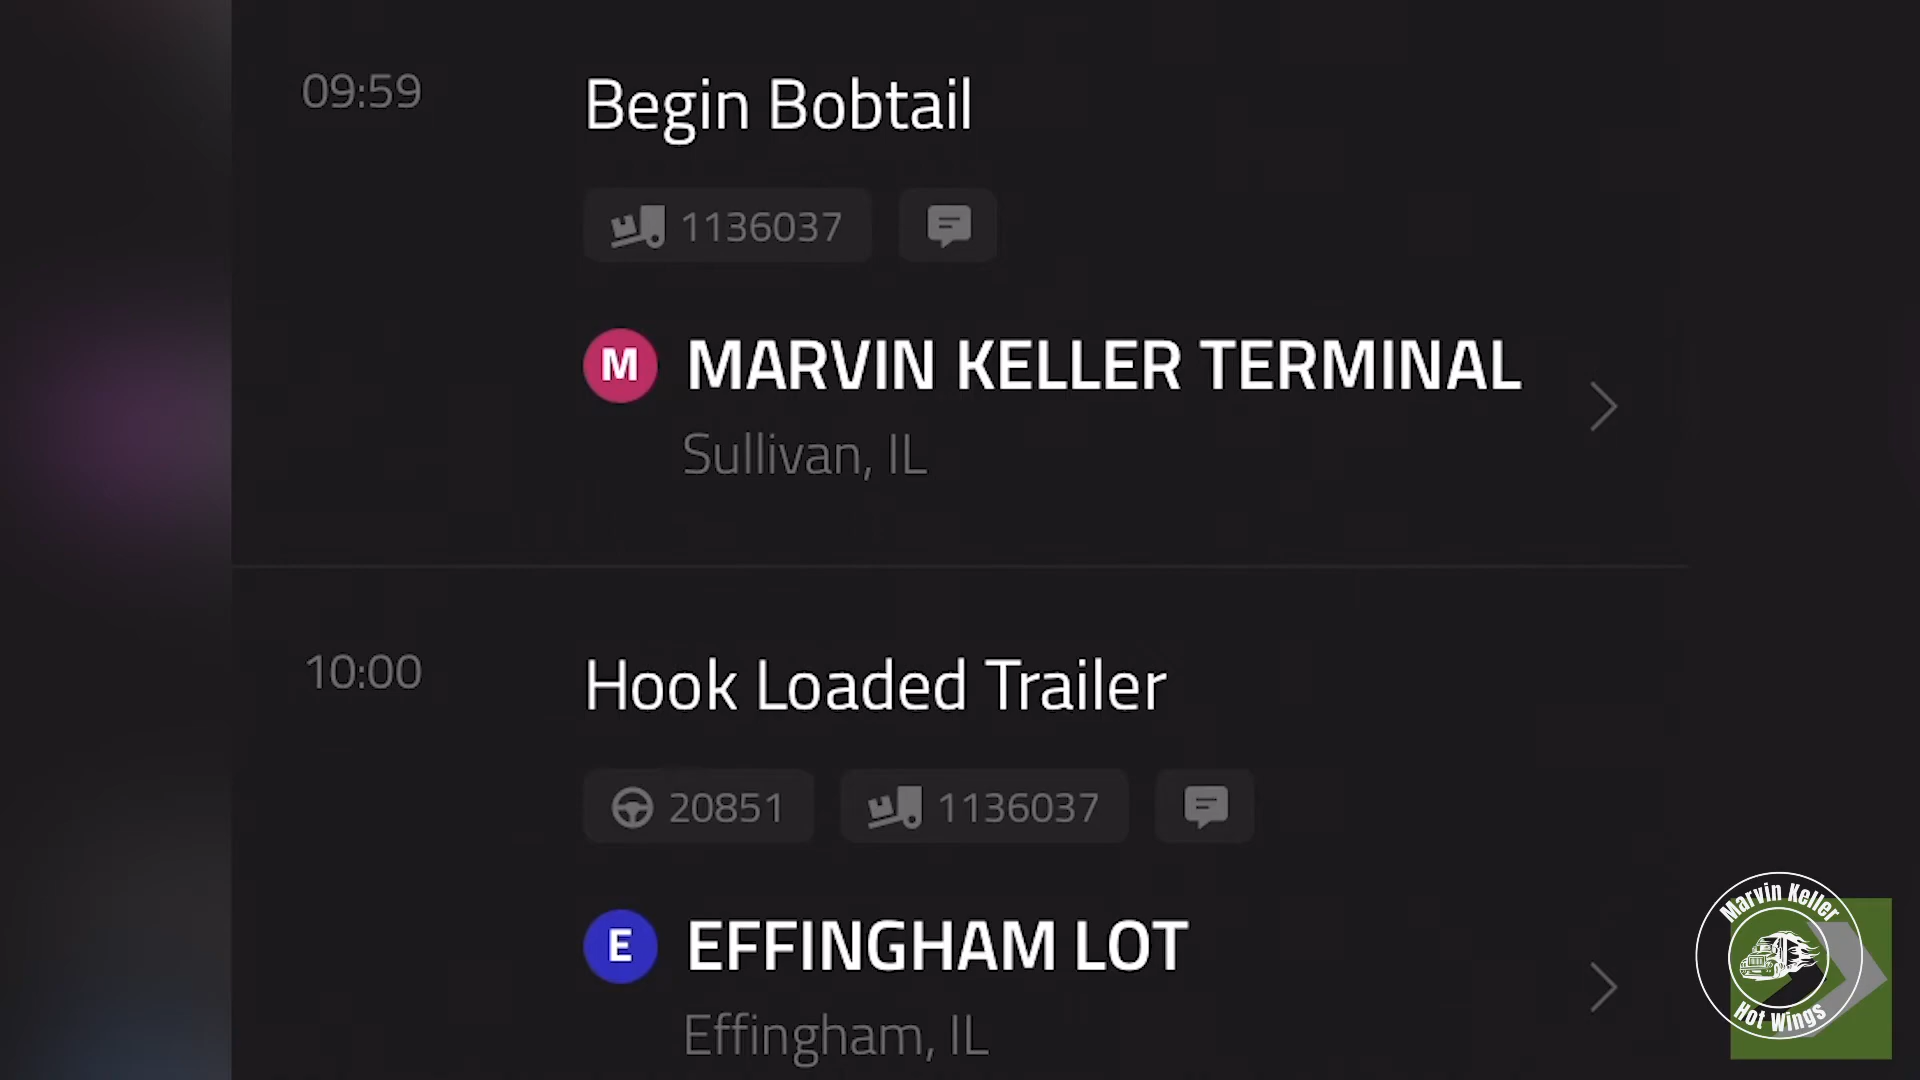 09:59
Begin Bobtail
1136037
M MARVIN KELLER TERMINAL
Sullivan, IL
10:00
Hook Loaded Trailer
20851 1136037
E EFFINGHAM LOT
Effingham, IL
Marvin Keller
Hot Wings